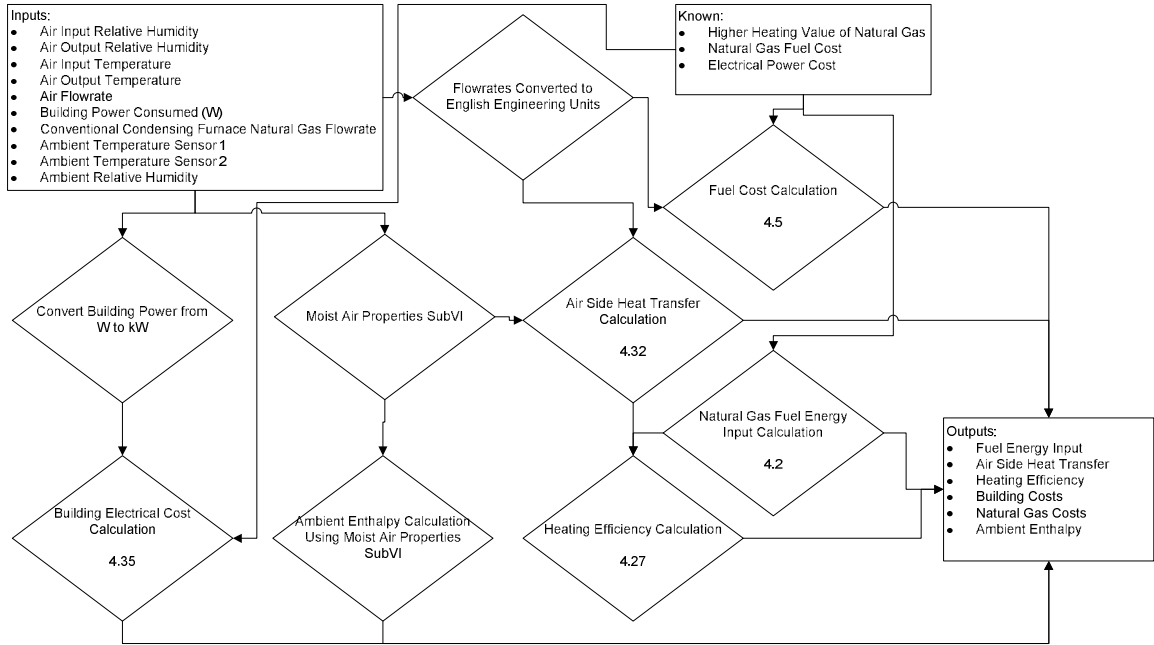 Inputs:
● Air Input Relative Humidity
● Air Output Relative Humidity
● Air Input Temperature
● Air Output Temperature
● Air Flowrate
● Building Power Consumed (W)
● Conventional Condensing Furnace Natural Gas Flowrate
● Ambient Temperature Sensor 1
● Ambient Temperature Sensor 2
● Ambient Relative Humidity
Flowrates Converted to
English Engineering Units
Known:
● Higher Heating Value of Natural Gas
● Natural Gas Fuel Cost
● Electrical Power Cost
Fuel Cost Calculation
4.5
Convert Building Power from
W to kW
Moist Air Properties SubVI
Air Side Heat Transfer
Calculation
4.32
Natural Gas Fuel Energy
Input Calculation
4.2
Building Electrical Cost
Calculation
4.35
Ambient Enthalpy Calculation
Using Moist Air Properties
SubVI
Heating Efficiency Calculation
4.27
Outputs:
● Fuel Energy Input
● Air Side Heat Transfer
● Heating Efficiency
● Building Costs
● Natural Gas Costs
● Ambient Enthalpy